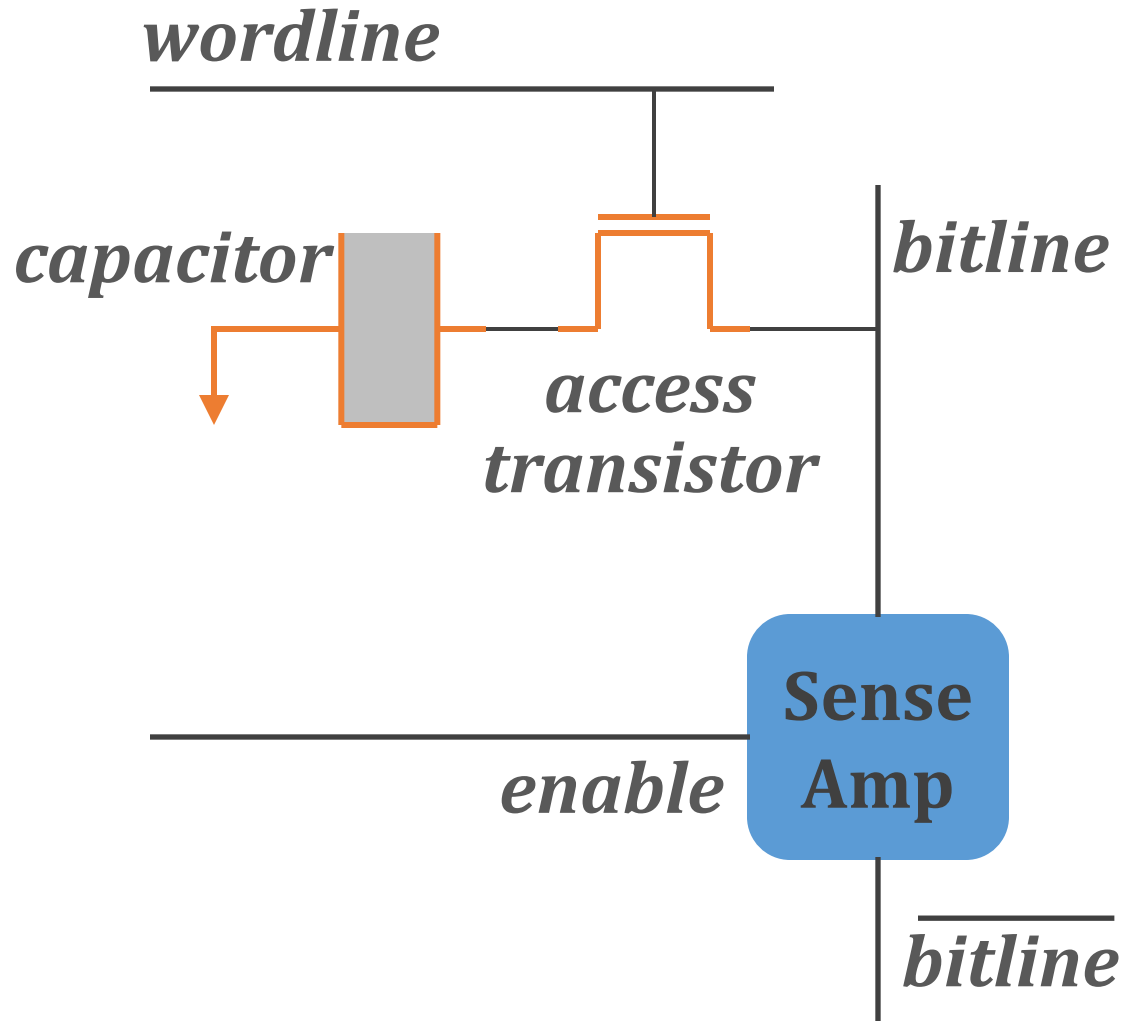 wordline
capacitor
bitline
access
transistor
Sense
Amp
enable
bitline